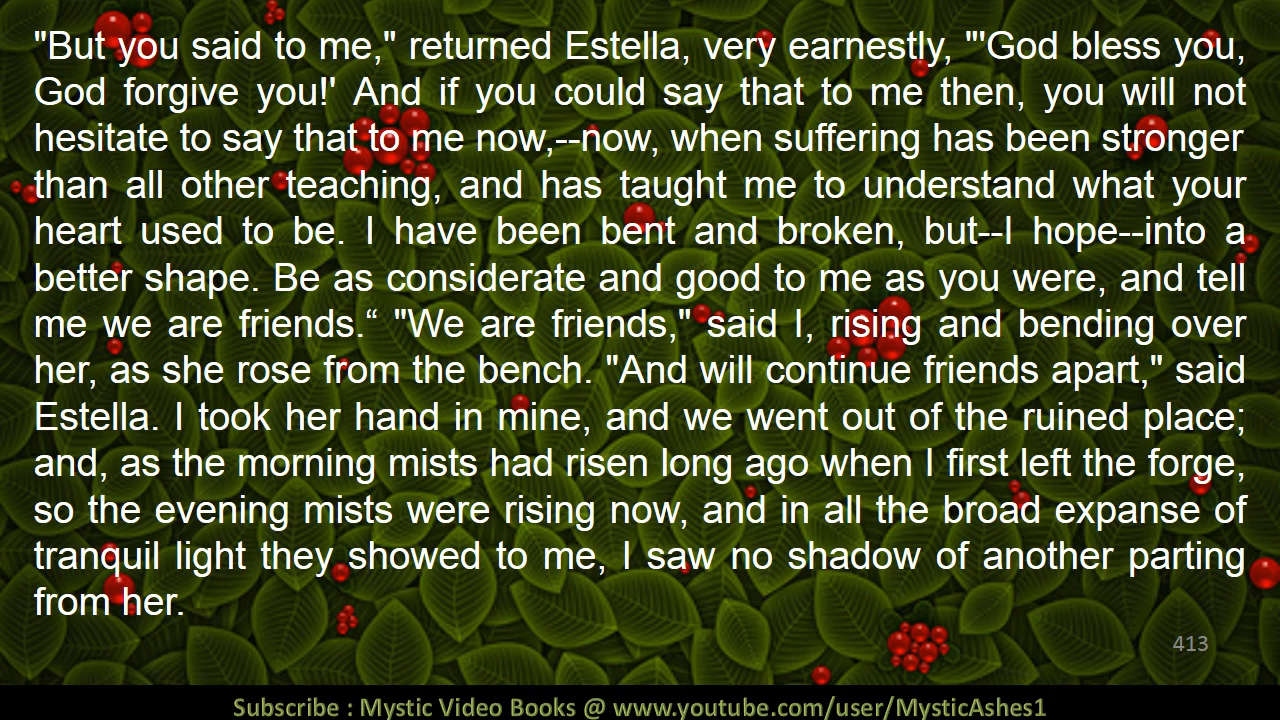 "But you said to me," returned Estella, very earnestly, "'God bless you,
God forgive you!' And if you could say that to me then, you will not
hesitate to say that to me now,--now, when suffering has been stronger
than all other teaching, and has taught me to understand what your
heart used to be. I have been bent and broken, but--I hope--into a
better shape. Be as considerate and good to me as you were, and tell
me we are friends.“ "We are friends," said I, rising and bending over
her, as she rose from the bench. "And will continue friends apart," said
Estella. I took her hand in mine, and we went out of the ruined place;
and, as the morning mists had risen long ago when I first left the forge,
so the evening mists were rising now, and in all the broad expanse of
tranquil light they showed to me, I saw no shadow of another parting
from her.
413
Subscribe : Mystic Video Books @ www.youtube.com/user/MysticAshes1